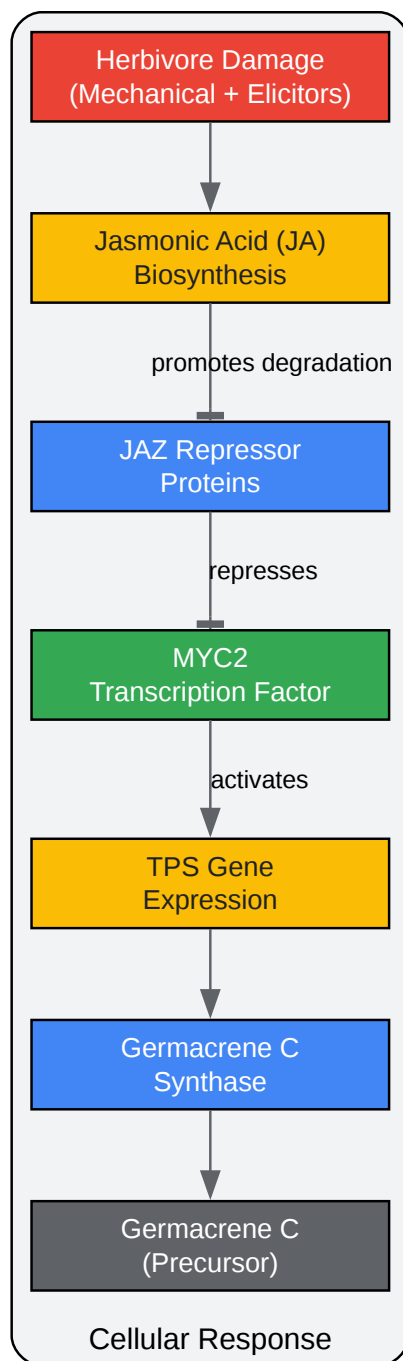 Herbivore Damage
(Mechanical + Elicitors)
Jasmonic Acid (JA)
Biosynthesis
promotes degradation
JAZ Repressor
Proteins
represses
MYC2
Transcription Factor
activates
TPS Gene
Expression
Germacrene C
Synthase
Germacrene C
(Precursor)
Cellular Response